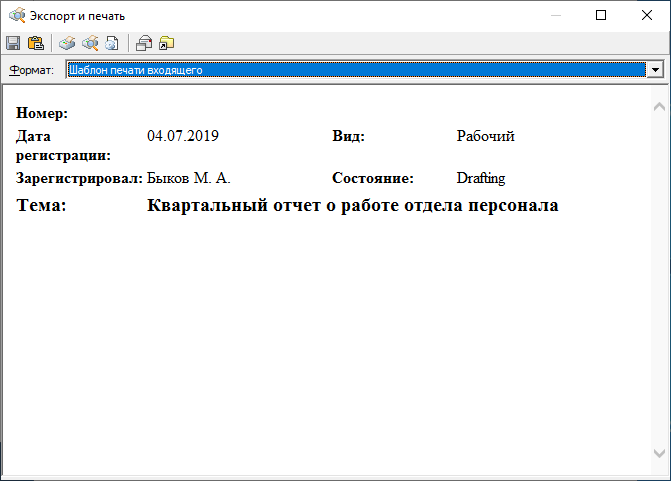 Экспорт и печать
Формат: Шаблон печати входящего
Номер:
Дата регистрации: 04.07.2019 Вид: Рабочий
Зарегистрировал: Быков М. А. Состояние: Drafting
Тема: Квартальный отчет о работе отдела персонала